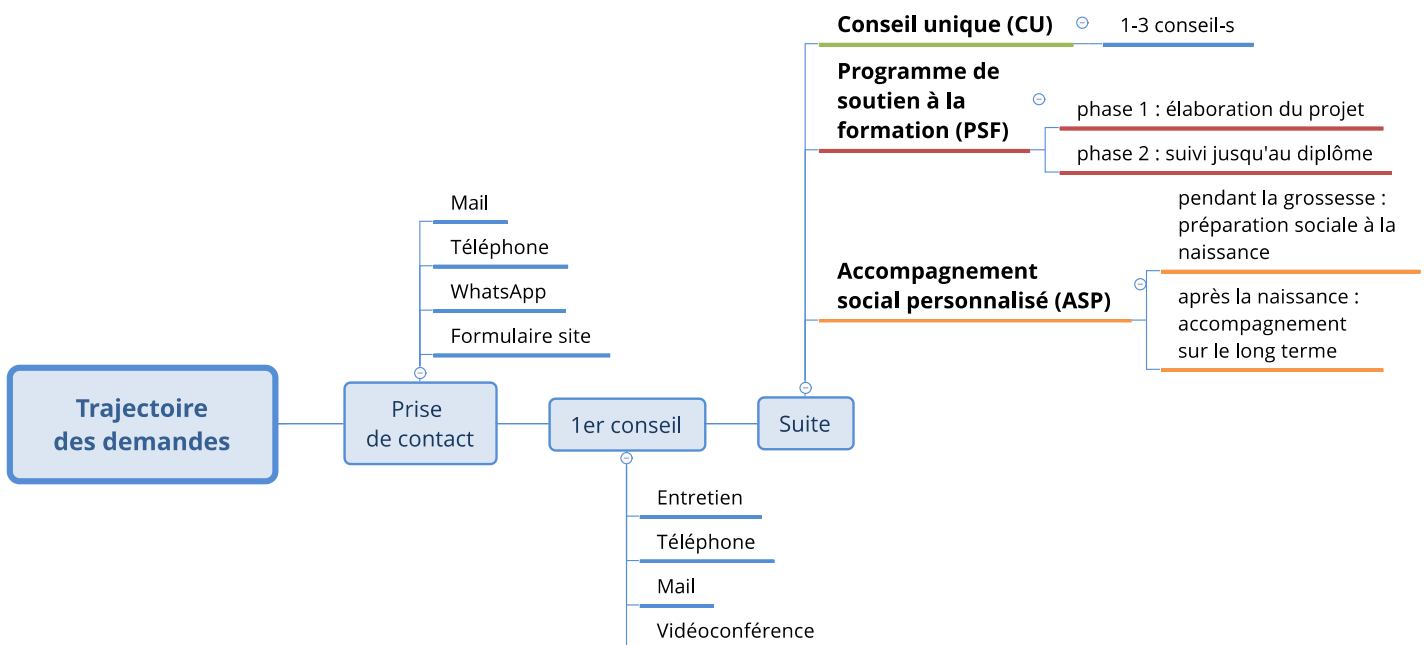 Conseil unique (CU)
1-3 conseil-s
Programme de
soutien à la
formation (PSF)
phase 1 : élaboration du projet
phase 2 : suivi jusqu'au diplôme
Accompagnement
social personnalisé (ASP)
pendant la grossesse :
préparation sociale à la
naissance
après la naissance :
accompagnement
sur le long terme
Mail
Téléphone
WhatsApp
Formulaire site
Trajectoire
des demandes
Prise
de contact
1er conseil
Suite
Entretien
Téléphone
Mail
Vidéoconférence